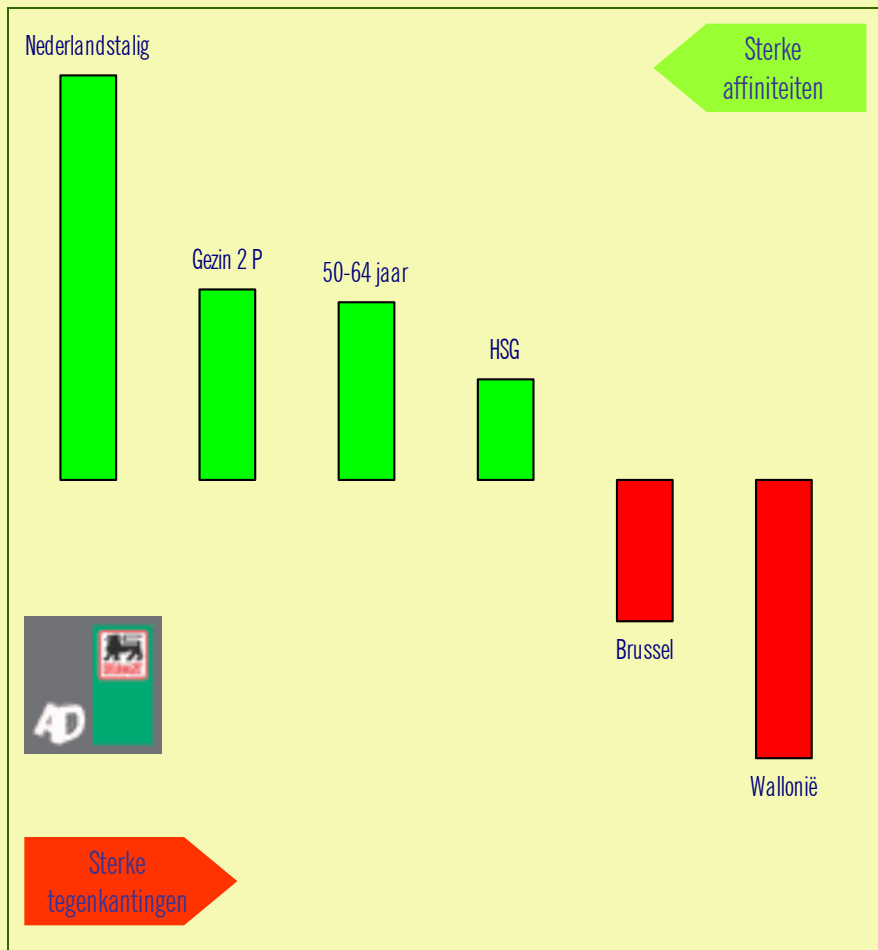 Nederlandstalig
Sterke
affiniteiten
Gezin 2 P
50-64 jaar
HSG
Brussel
AD
Wallonië
Sterke
tegenkantingen